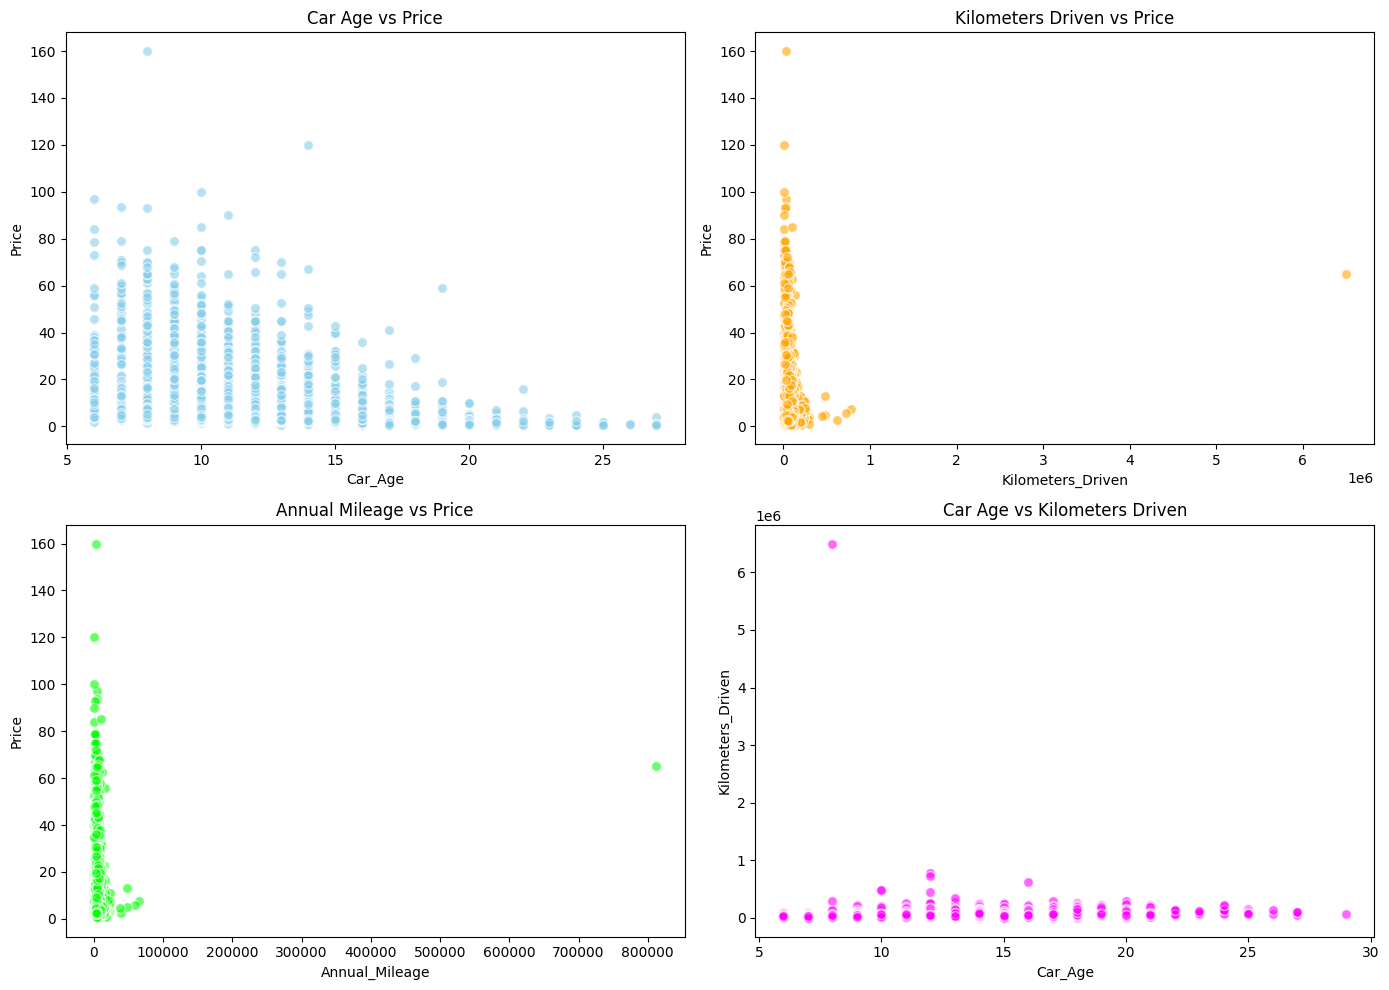 Car Age vs Price
160
140
120
100
80
60
40
20
0
Price
5 10 15 20 25
Car_Age
Kilometers Driven vs Price
160
140
120
100
80
60
40
20
0
Price
0 1 2 3 4 5 6
1e6
Kilometers_Driven
Annual Mileage vs Price
160
140
120
100
80
60
40
20
0
Price
0 100000 200000 300000 400000 500000 600000 700000 800000
Annual_Mileage
Car Age vs Kilometers Driven
1e6
6
5
4
3
2
1
0
Kilometers_Driven
5 10 15 20 25 30
Car_Age